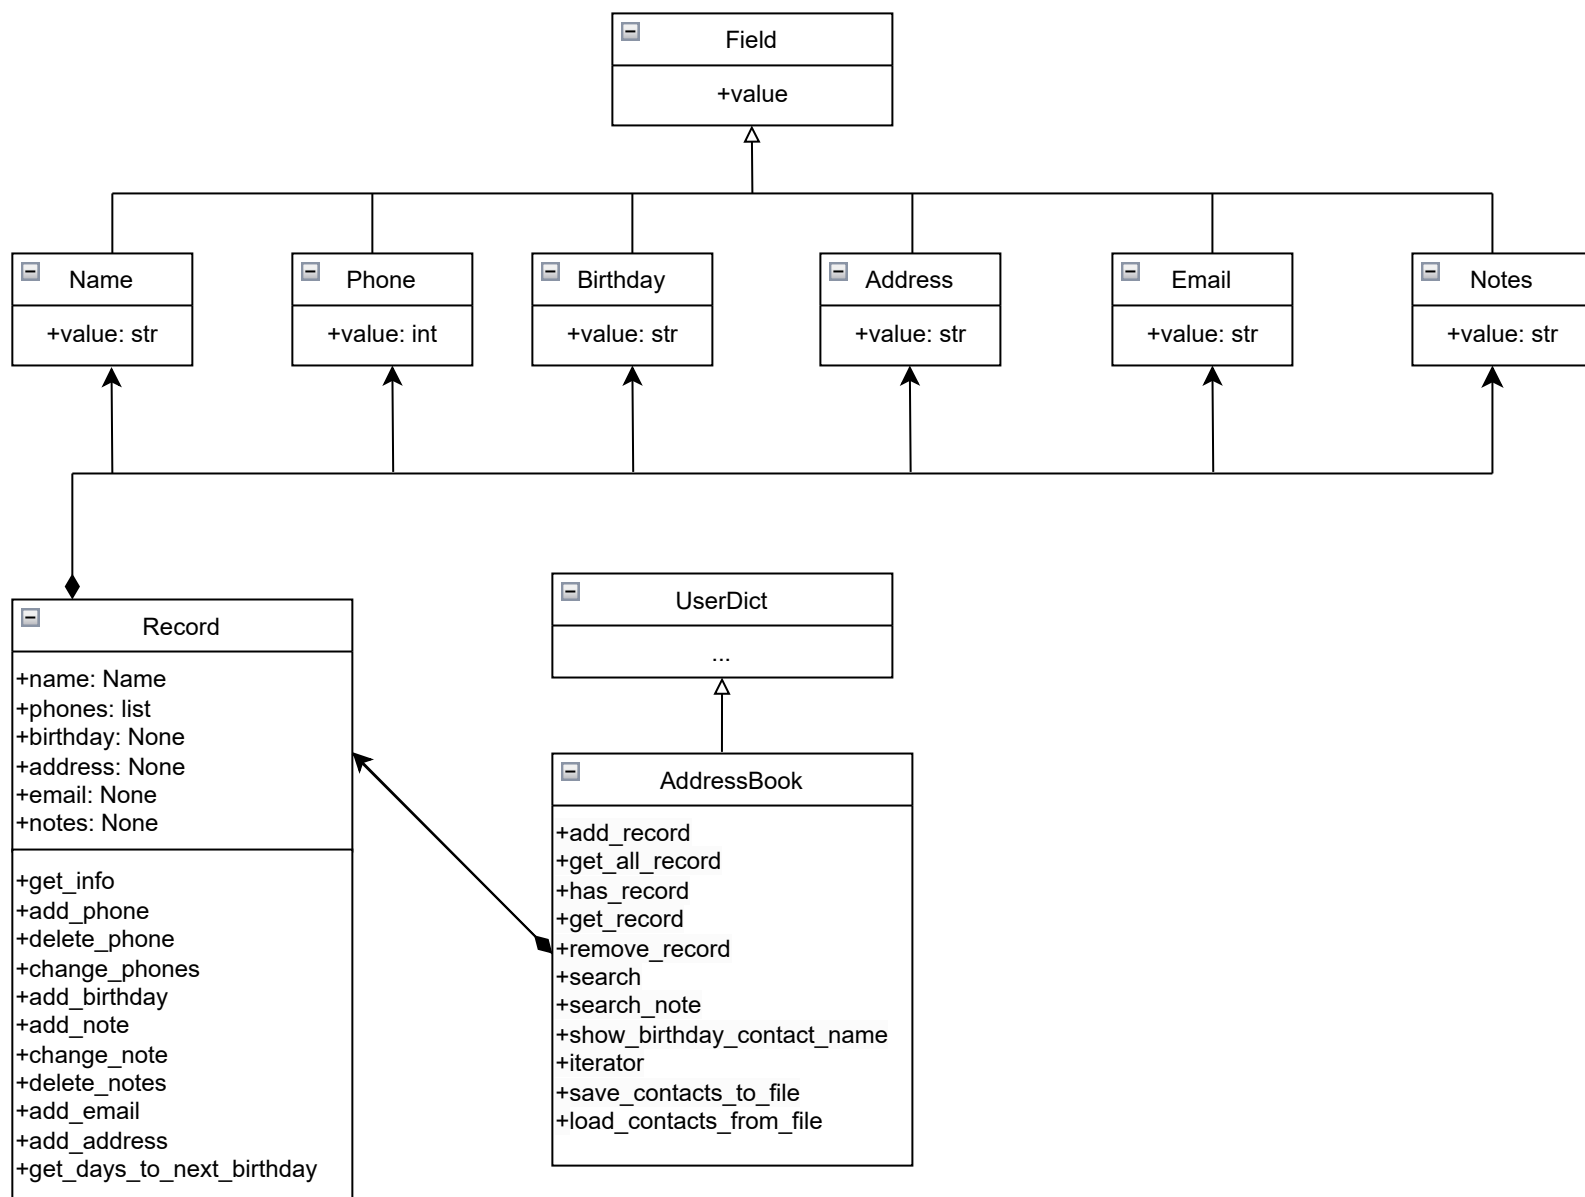 Field
+value
Name
+value: str
Phone
+value: int
Birthday
+value: str
Address
+value: str
Email
+value: str
Notes
+value: str
Record
+name: Name
+phones: list
+birthday: None
+address: None
+email: None
+notes: None
+get_info
+add_phone
+delete_phone
+change_phones
+add_birthday
+add_note
+change_note
+delete_notes
+add_email
+add_address
+get_days_to_next_birthday
UserDict
...
AddressBook
+add_record
+get_all_record
+has_record
+get_record
+remove_record
+search
+search_note
+show_birthday_contact_name
+iterator
+save_contacts_to_file
+load_contacts_from_file